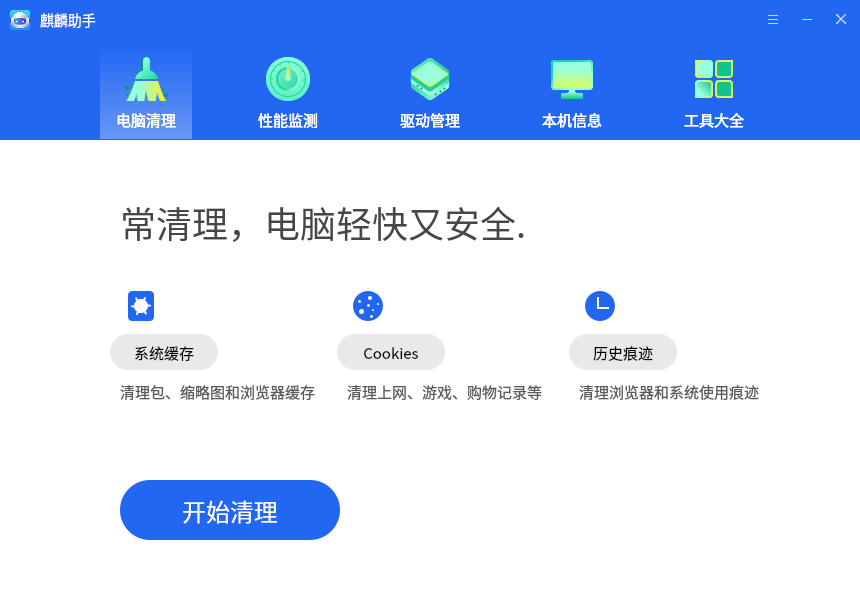 麒麟助手
电脑清理
性能监测
驱动管理
本机信息
工具大全
常清理，电脑轻快又安全.
系统缓存
Cookies
历史痕迹
清理包、缩略图和浏览器缓存
清理上网、游戏、购物记录等
清理浏览器和系统使用痕迹
开始清理